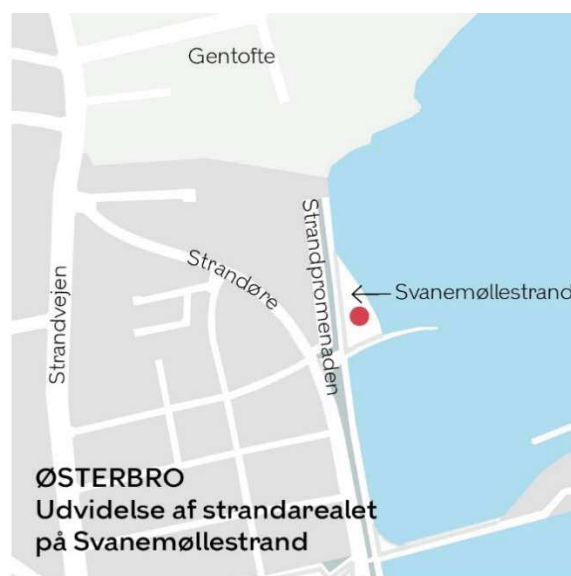 Gentofte
Strandpromenaden
Strandøre
Svanemøllestrand
Strandvejen
ØSTERBRO
Udvidelse af strandarealet
på Svanemøllestrand